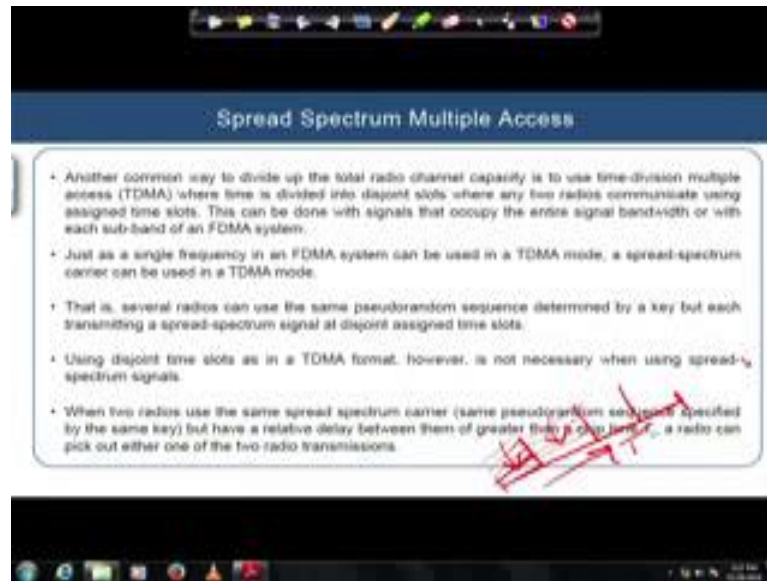 Spread Spectrum Multiple Access
• Another common way to divide up the total radio channel capacity is to use time-division multiple
access (TDMA) where time is divided into disjoint slots where any two radios communicate using
assigned time slots. This can be done with signals that occupy the entire signal bandwidth or with
each sub-band of an FDMA system.
• Just as a single frequency in an FDMA system can be used in a TDMA mode, a spread-spectrum
carrier can be used in a TDMA mode.
• That is, several radios can use the same pseudorandom sequence determined by a key but each
transmitting a spread-spectrum signal at disjoint assigned time slots.
• Using disjoint time slots as in a TDMA format, however, is not necessary when using spread-
spectrum signals.
• When two radios use the same spread spectrum carrier (same pseudorandom sequence specified
by the same key) but have a relative delay between them of greater than a chip time, a radio can
pick out either one of the two radio transmissions.